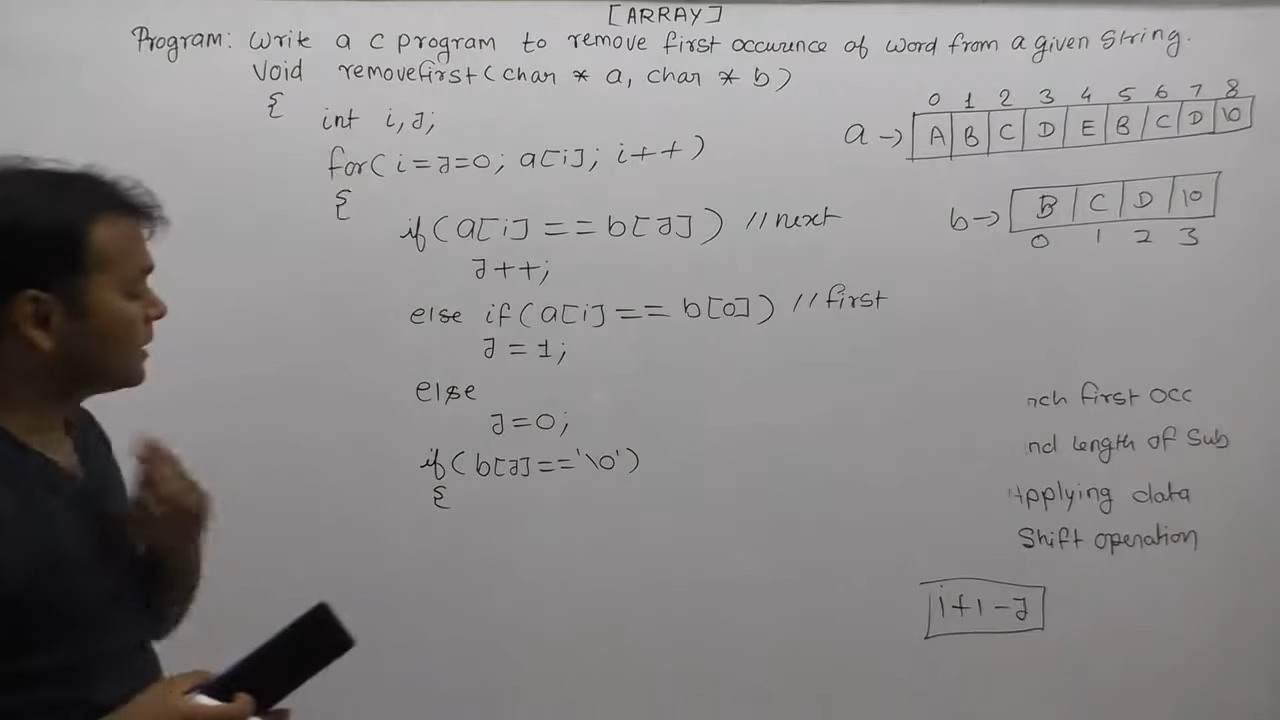 [ARRAY]
Program: Write a c program to remove first occurence of word from a given string.
Void removefirst(char * a, char * b)
{
int i,J;
for(i=J=0; a[i]; i++)
{
if(a[i]==b[J]) //next
J++;
else if(a[i]==b[0]) //first
J=1;
else
J=0;
if(b[J]=='\0')
{
0 1 2 3 4 5 6 7 8
a-> A B C D E B C D \0
b-> B C D \0
0 1 2 3
first occ
length of Sub
Applying data
Shift operation
i+1-J